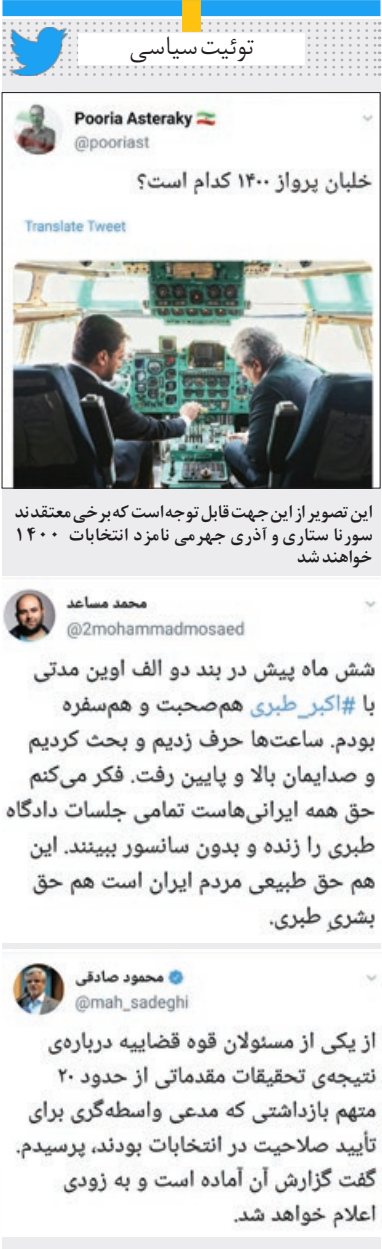 توئیت سیاسی
Pooria Asteraky
@pooriast
خلبان پرواز ۱۴۰۰ کدام است؟
Translate Tweet
این تصویر از این جهت قابل توجه است که برخی معتقدند
سورنا ستاری و آذری جهرمی نامزد انتخابات ۱۴۰۰
خواهند شد
محمد مساعد
@2mohammadmosaed
شش ماه پیش در بند دو الف اوین مدتی
با #اکبر_طبری هم‌صحبت و هم‌سفره
بودم. ساعت‌ها حرف زدیم و بحث کردیم
و صدایمان بالا و پایین رفت. فکر می‌کنم
حق همه ایرانی‌هاست تمامی جلسات دادگاه
طبری را زنده و بدون سانسور ببینند. این
هم حق طبیعی مردم ایران است هم حق
بشریِ طبری.
محمود صادقی
@mah_sadeghi
از یکی از مسئولان قوه قضاییه درباره‌ی
نتیجه‌ی تحقیقات مقدماتی از حدود ۲۰
متهم بازداشتی که مدعی واسطه‌گری برای
تأیید صلاحیت در انتخابات بودند، پرسیدم.
گفت گزارش آن آماده است و به زودی
اعلام خواهد شد.